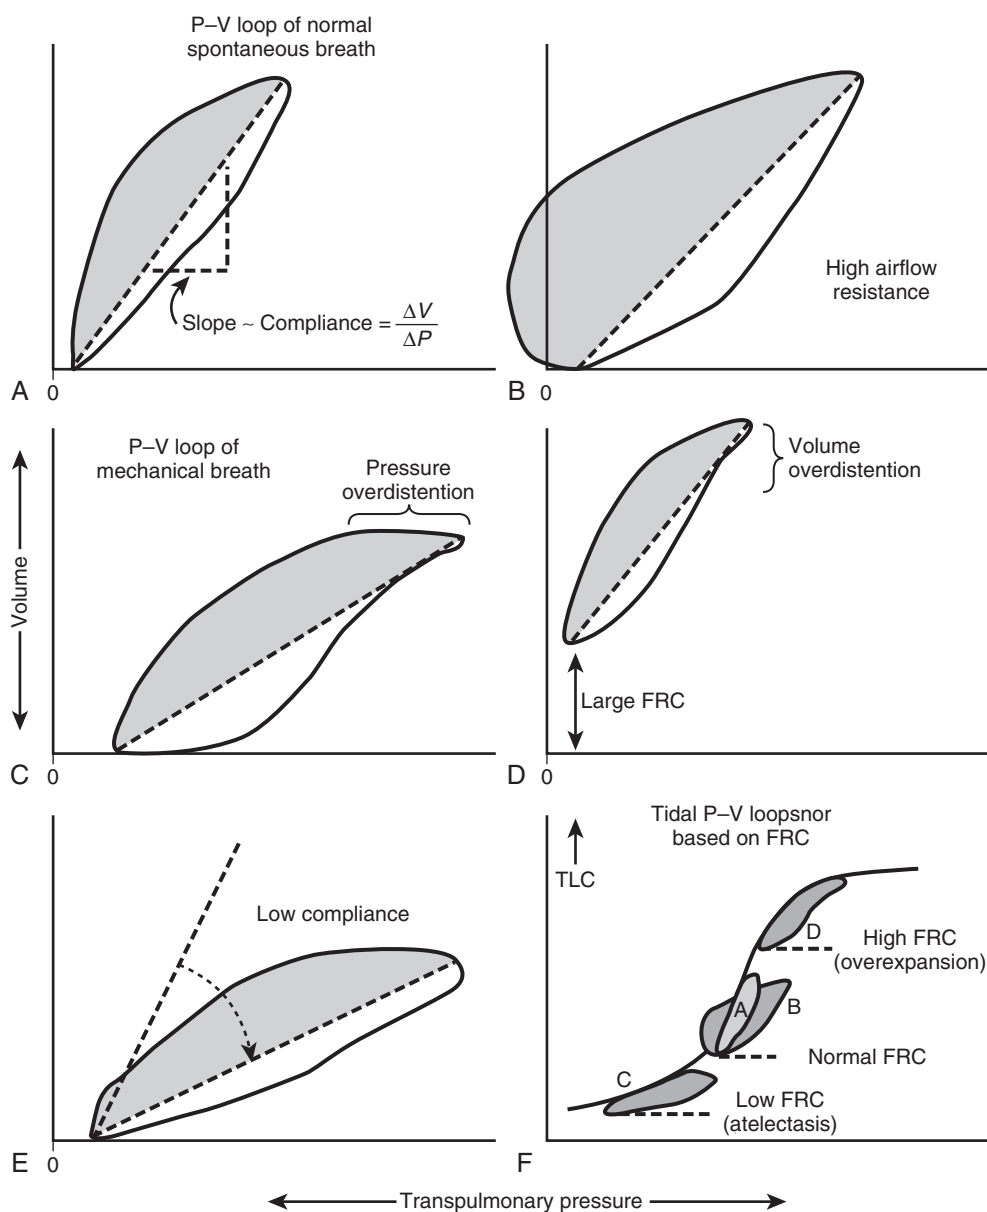 P–V loop of normal
spontaneous breath
Slope ~ Compliance = ΔV
ΔP
A
0
High airflow
resistance
B
0
P–V loop of
mechanical breath
Pressure
overdistention
Volume
C
0
Volume
overdistention
Large FRC
D
0
Low compliance
E
0
Tidal P–V loopsnor
based on FRC
TLC
D
High FRC
(overexpansion)
A
B
Normal FRC
C
Low FRC
(atelectasis)
F
Transpulmonary pressure